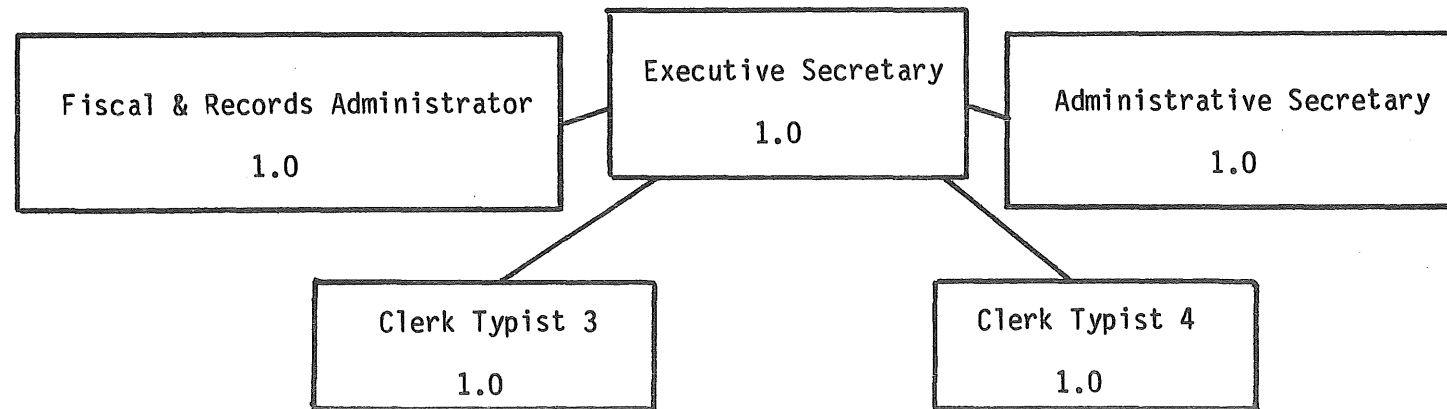 Fiscal & Records Administrator
1.0
Executive Secretary
1.0
Administrative Secretary
1.0
Clerk Typist 3
1.0
Clerk Typist 4
1.0